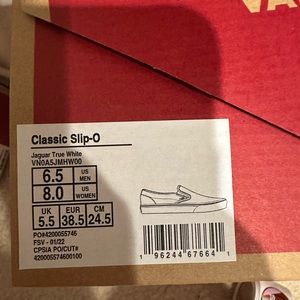 VA
Classic Slip-O
Jaguar True White
VN0A5JMHW00
6.5 US MEN
8.0 US WOMEN
UK EUR CM
5.5 38.5 24.5
PO#4200055746
FSV - 01/22
CPSIA PO/CUT#
420005574600100
1 96244 67664 1